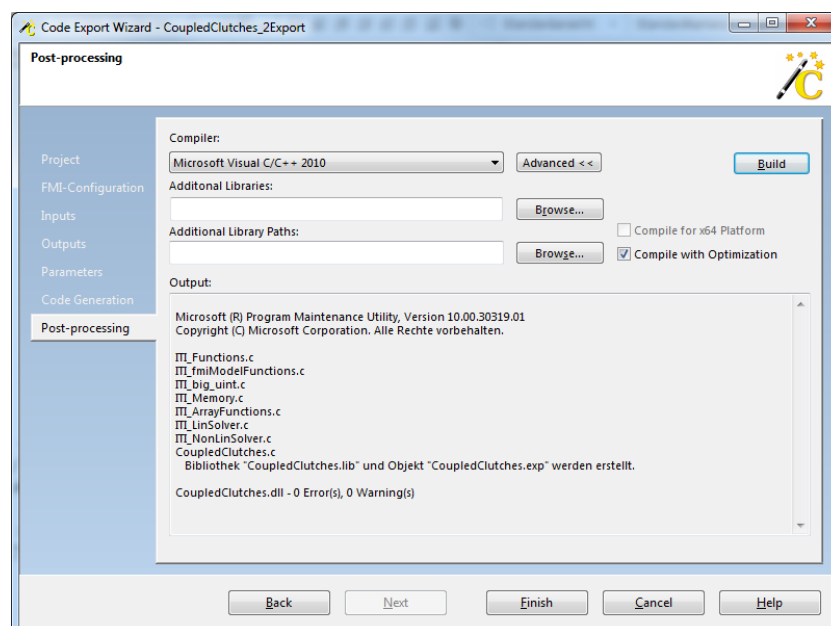 Code Export Wizard - CoupledClutches_2Export
Post-processing
Project
FMI-Configuration
Inputs
Outputs
Parameters
Code Generation
Post-processing
Compiler:
Microsoft Visual C/C++ 2010
Advanced <<
Build
Additonal Libraries:
Browse...
Additional Library Paths:
Browse...
Compile for x64 Platform
Compile with Optimization
Output:
Microsoft (R) Program Maintenance Utility, Version 10.00.30319.01
Copyright (C) Microsoft Corporation. Alle Rechte vorbehalten.
ITI_Functions.c
ITI_fmiModelFunctions.c
ITI_big_uint.c
ITI_Memory.c
ITI_ArrayFunctions.c
ITI_LinSolver.c
ITI_NonLinSolver.c
CoupledClutches.c
Bibliothek "CoupledClutches.lib" und Objekt "CoupledClutches.exp" werden erstellt.
CoupledClutches.dll - 0 Error(s), 0 Warning(s)
Back
Next
Finish
Cancel
Help